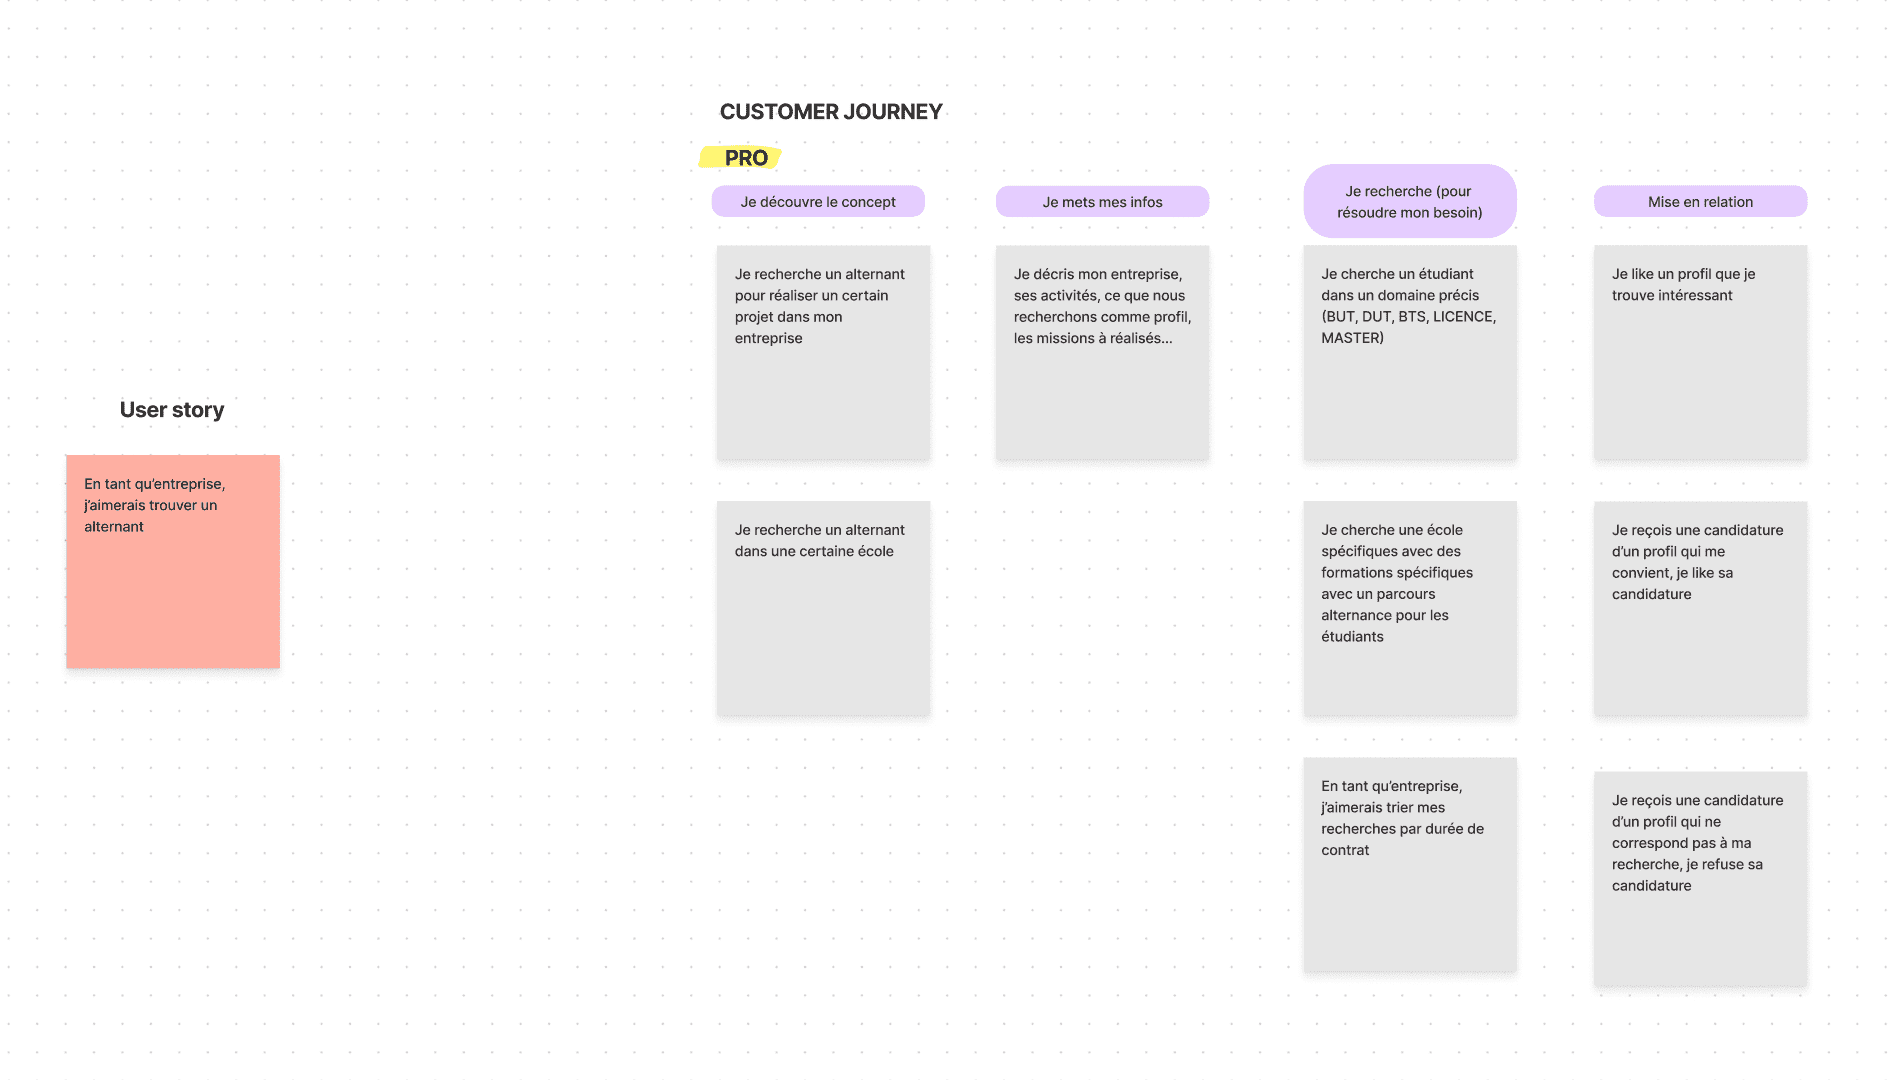 CUSTOMER JOURNEY
PRO
Je découvre le concept
Je recherche un alternant
pour réaliser un certain
projet dans mon
entreprise
Je recherche un alternant
dans une certaine école
Je mets mes infos
Je décris mon entreprise,
ses activités, ce que nous
recherchons comme profil,
les missions à réalisés...
Je recherche (pour
résoudre mon besoin)
Je cherche un étudiant
dans un domaine précis
(BUT, DUT, BTS, LICENCE,
MASTER)
Je cherche une école
spécifiques avec des
formations spécifiques
avec un parcours
alternance pour les
étudiants
En tant qu'entreprise,
j'aimerais trier mes
recherches par durée de
contrat
Mise en relation
Je like un profil que je
trouve intéressant
Je reçois une candidature
d'un profil qui me
convient, je like sa
candidature
Je reçois une candidature
d'un profil qui ne
correspond pas à ma
recherche, je refuse sa
candidature
User story
En tant qu'entreprise,
j'aimerais trouver un
alternant